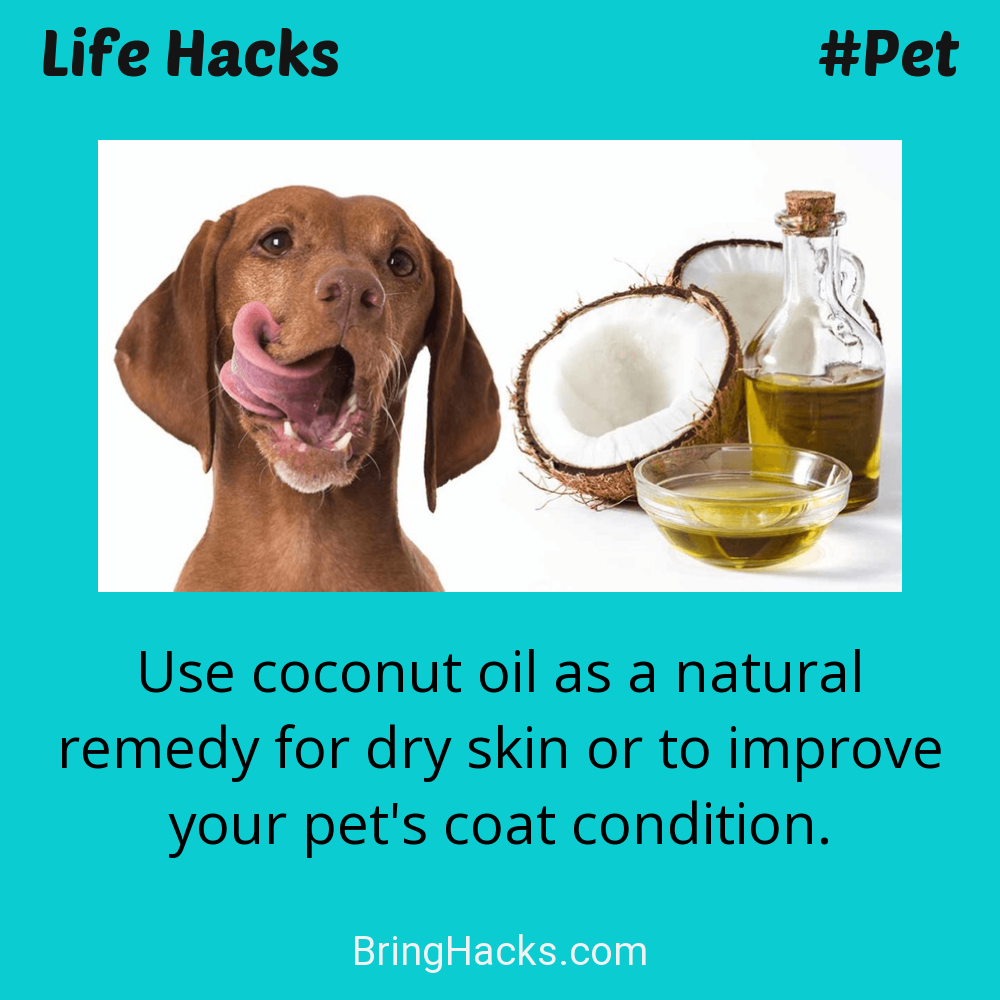 Life Hacks
#Pet
Use coconut oil as a natural
remedy for dry skin or to improve
your pet's coat condition.
BringHacks.com